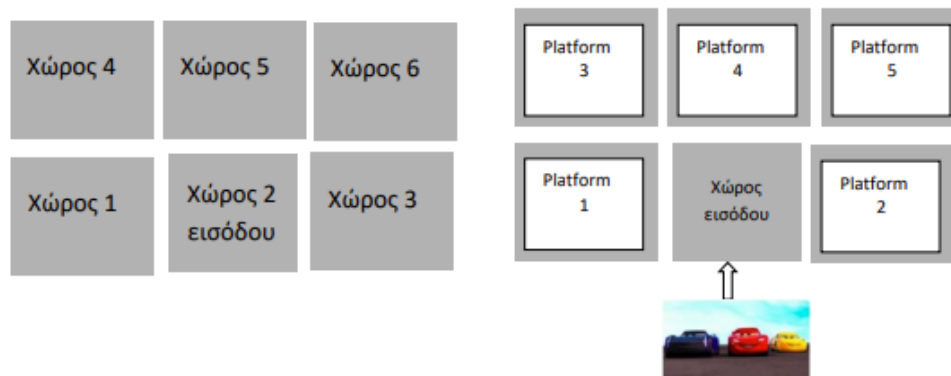 Χώρος 4
Χώρος 5
Χώρος 6
Χώρος 1
Χώρος 2
εισόδου
Χώρος 3
Platform
3
Platform
4
Platform
5
Platform
1
Χώρος
εισόδου
Platform
2